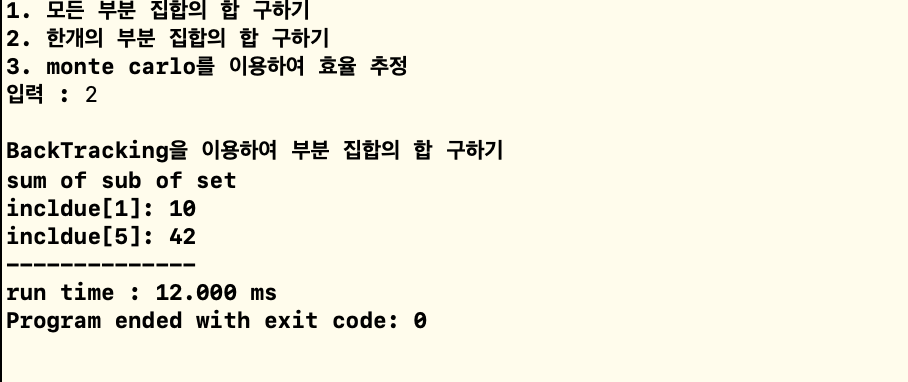 1. 모든 부분 집합의 합 구하기
2. 한개의 부분 집합의 합 구하기
3. monte carlo를 이용하여 효율 추정
입력 : 2
BackTracking을 이용하여 부분 집합의 합 구하기
sum of sub of set
incldue[1]: 10
incldue[5]: 42
--------------
run time : 12.000 ms
Program ended with exit code: 0